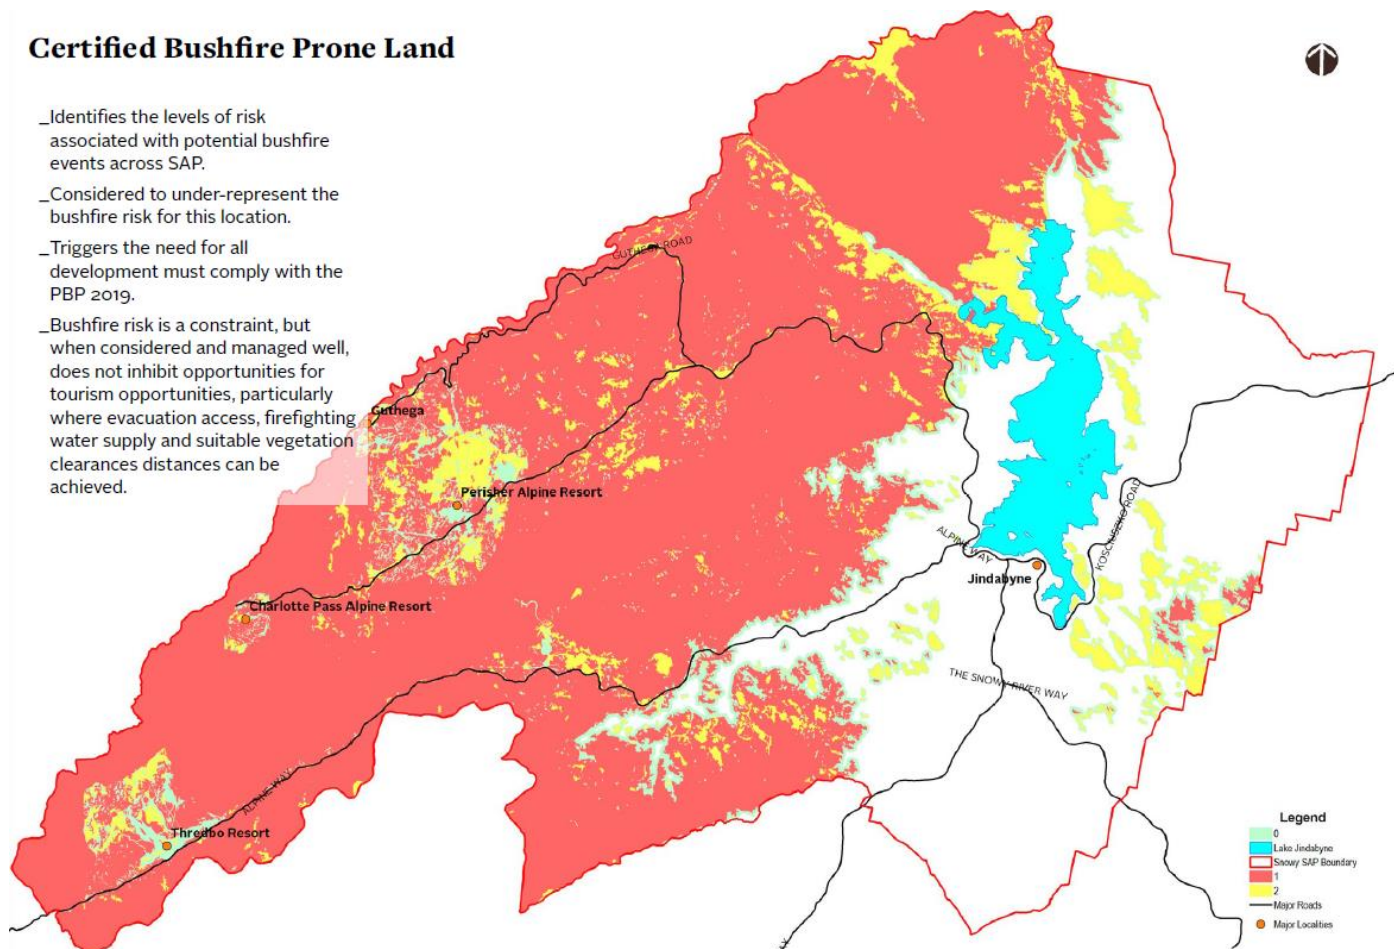 Certified Bushfire Prone Land
_Identifies the levels of risk
associated with potential bushfire
events across SAP.
_Considered to under-represent the
bushfire risk for this location.
_Triggers the need for all
development must comply with the
PBP 2019.
_Bushfire risk is a constraint, but
when considered and managed well,
does not inhibit opportunities for
tourism opportunities, particularly
where evacuation access, firefighting
water supply and suitable vegetation
clearances distances can be
achieved.
GUTHEGA ROAD
Guthega
Perisher Alpine Resort
Charlotte Pass Alpine Resort
ALPINE WAY
KOSCIUSZKO ROAD
Jindabyne
THE SNOWY RIVER WAY
ALPINE WAY
Thredbo Resort
Legend
0
Lake Jindabyne
Snowy SAP Boundary
1
2
Major Roads
Major Localities